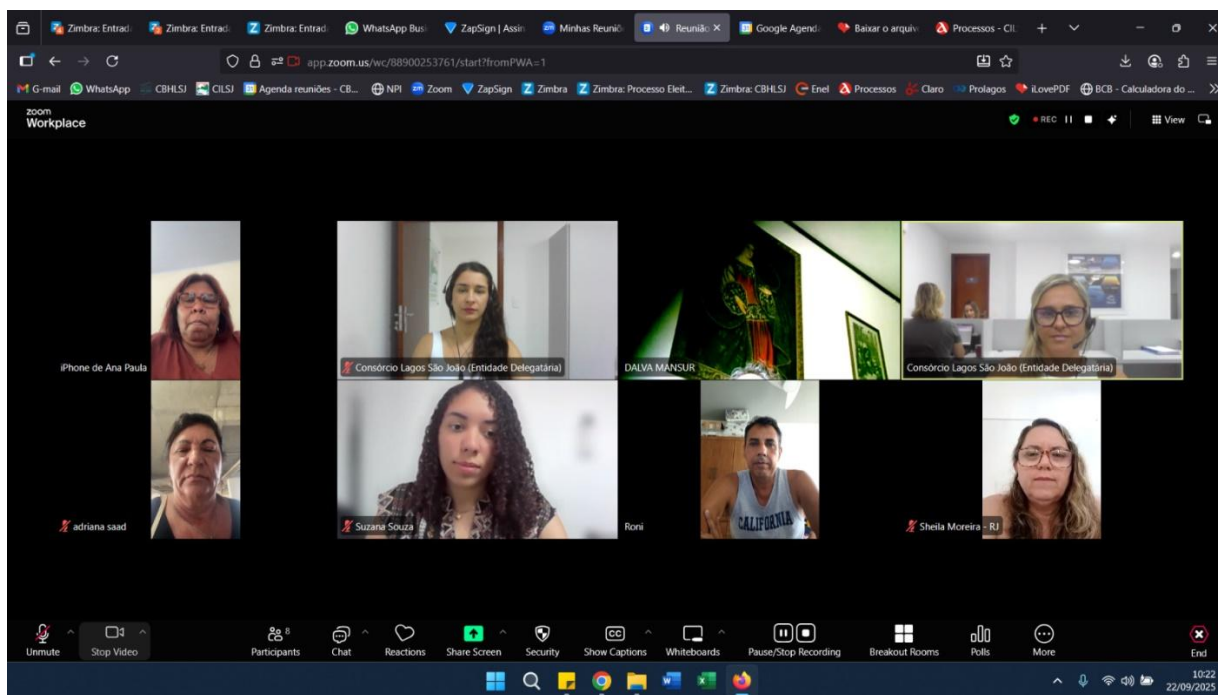 Zimbra: Entrad
Zimbra: Entrad
Zimbra: Entrad
WhatsApp Busi
ZapSign | Assin
Minhas Reuniõ
Reunião
Google Agend
Baixar o arquiv
Processos - CIL
app.zoom.us/wc/88900253761/start?fromPWA=1
G-mail
WhatsApp
CBHLSJ
CILSJ
Agenda reuniões - CB...
NPI
Zoom
ZapSign
Zimbra
Zimbra: Processo Eleit...
Zimbra: CBHLSJ
Enel
Processos
Claro
Prolagos
iLovePDF
BCB - Calculadora do ...
zoom
Workplace
REC
View
iPhone de Ana Paula
Consórcio Lagos São João (Entidade Delegatária)
DALVA MANSUR
Consórcio Lagos São João (Entidade Delegatária)
CALIFORNIA
adriana saad
Suzana Souza
Roni
Sheila Moreira - RJ
Unmute
Stop Video
Participants
8
Chat
Reactions
Share Screen
Security
CC
Show Captions
Whiteboards
Pause/Stop Recording
Breakout Rooms
Polls
More
End
10:22
22/09/2025